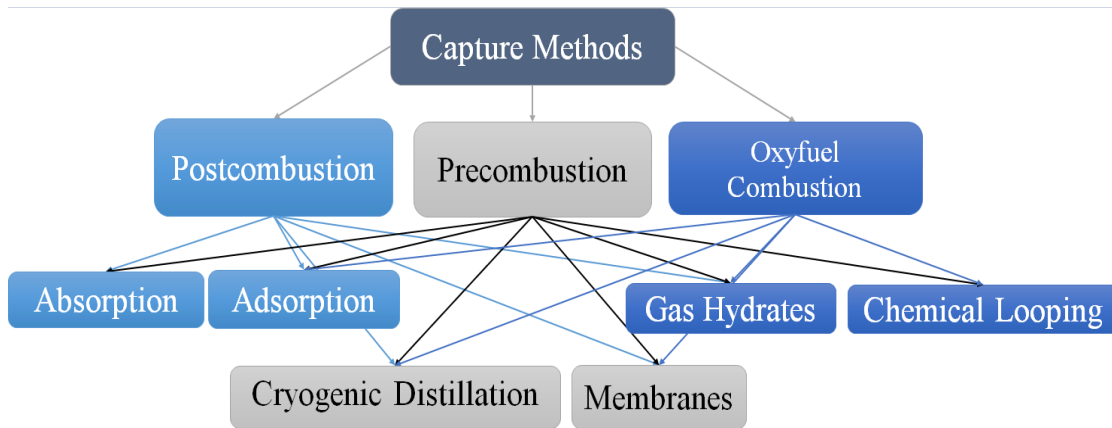 Capture Methods
Postcombustion
Precombustion
Oxyfuel
Combustion
Absorption
Adsorption
Gas Hydrates
Chemical Looping
Cryogenic Distillation
Membranes